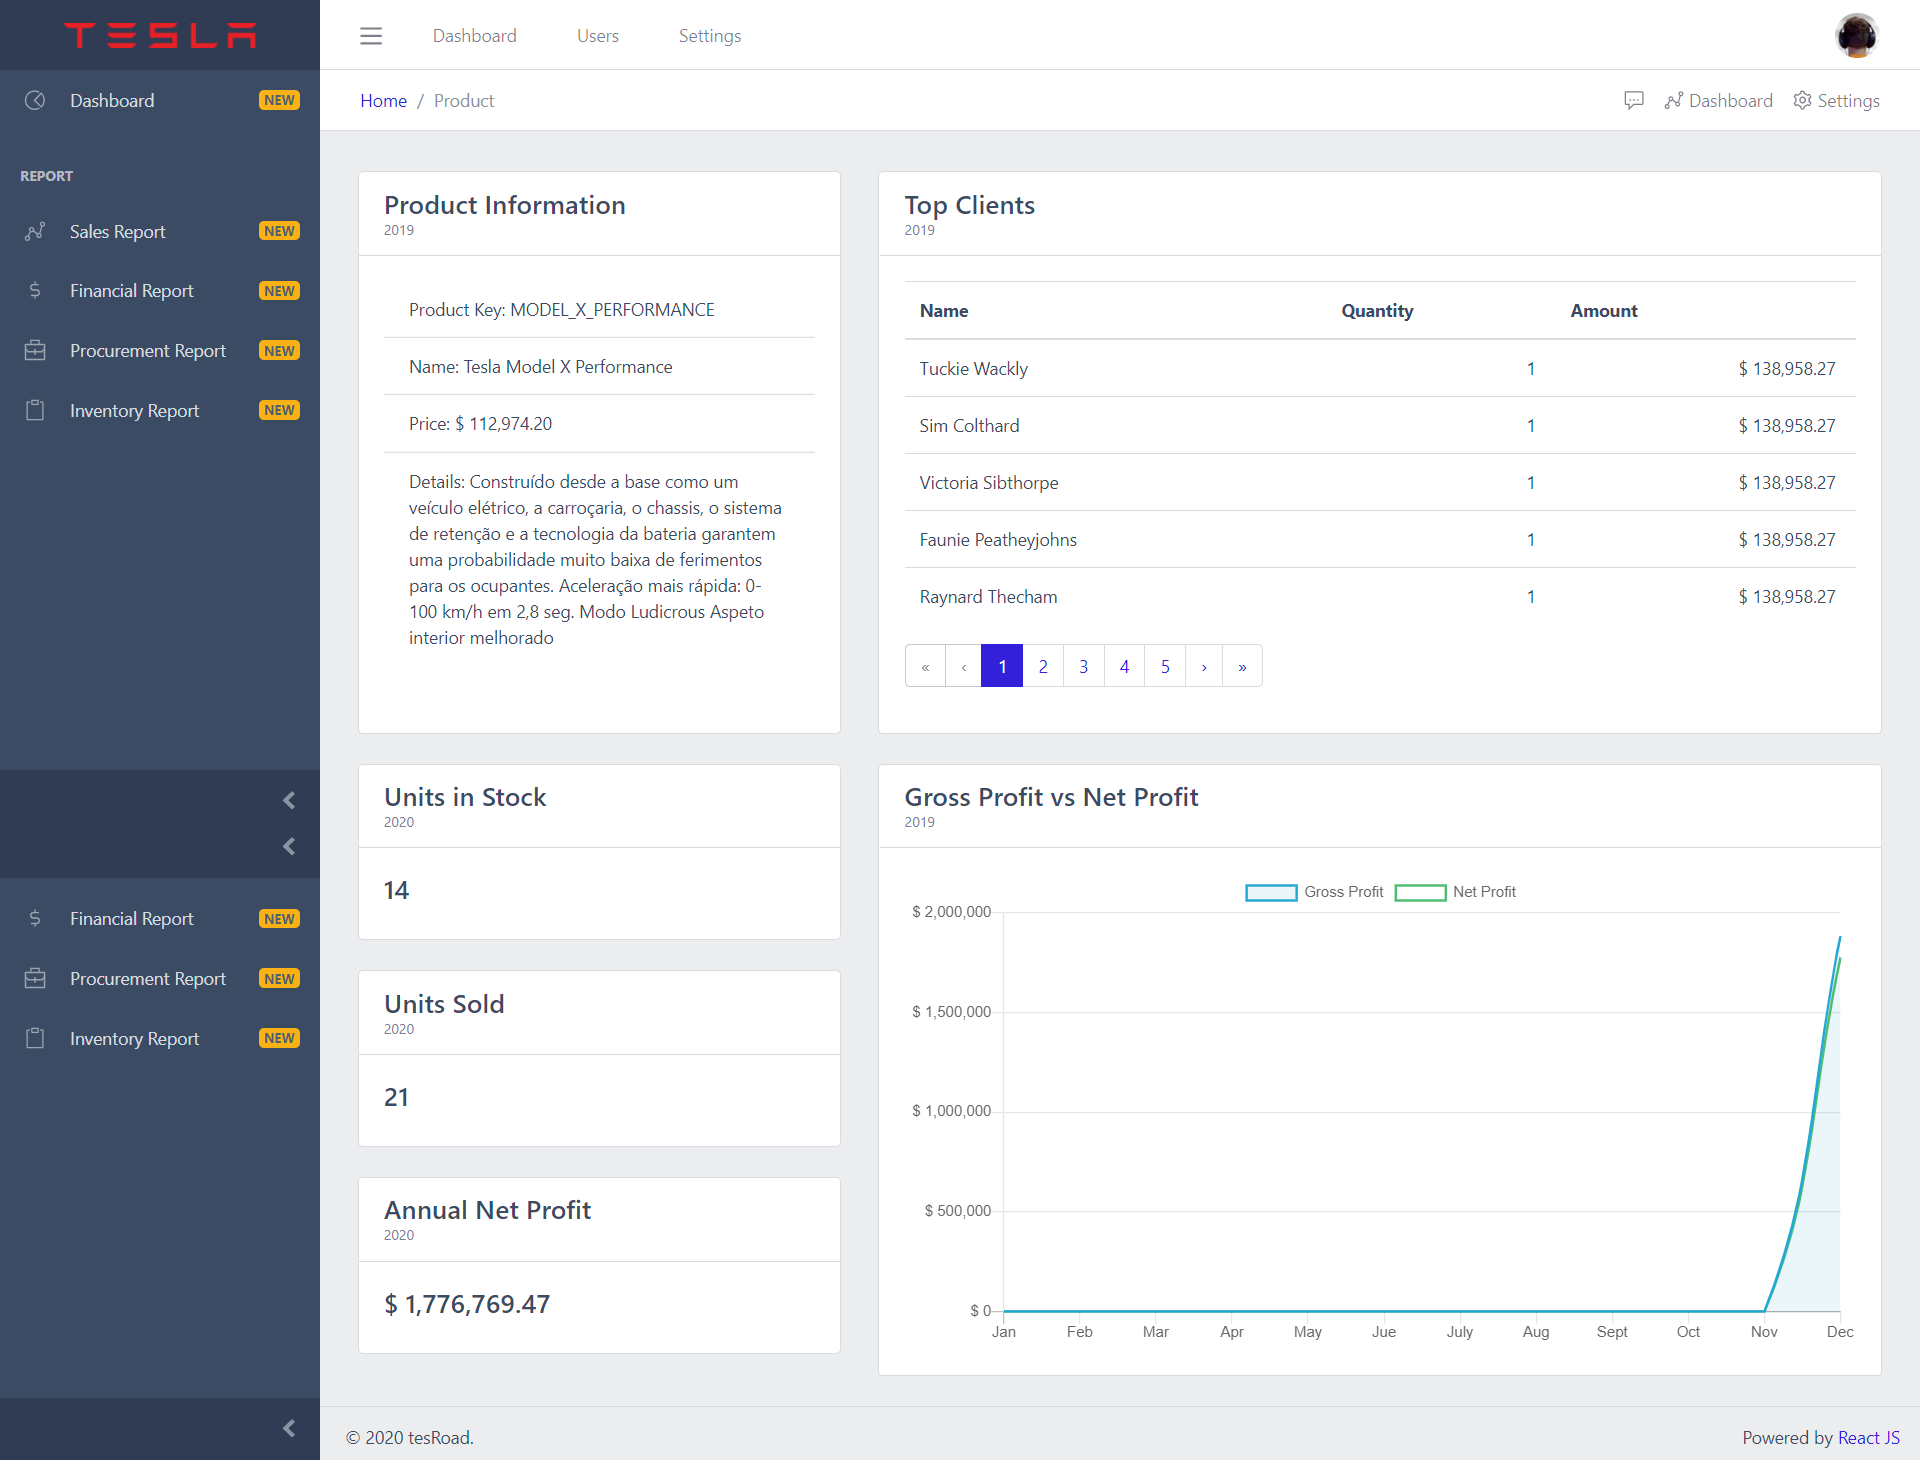 TESLA
Dashboard NEW
REPORT
Sales Report NEW
Financial Report NEW
Procurement Report NEW
Inventory Report NEW
Financial Report NEW
Procurement Report NEW
Inventory Report NEW
Dashboard Users Settings
Home / Product
Dashboard Settings
Product Information
2019
Product Key: MODEL_X_PERFORMANCE
Name: Tesla Model X Performance
Price: $ 112,974.20
Details: Construído desde a base como um
veículo elétrico, a carroçaria, o chassis, o sistema
de retenção e a tecnologia da bateria garantem
uma probabilidade muito baixa de ferimentos
para os ocupantes. Aceleração mais rápida: 0-
100 km/h em 2,8 seg. Modo Ludicrous Aspeto
interior melhorado
Top Clients
2019
Name Quantity Amount
Tuckie Wackly 1 $ 138,958.27
Sim Colthard 1 $ 138,958.27
Victoria Sibthorpe 1 $ 138,958.27
Faunie Peatheyjohns 1 $ 138,958.27
Raynard Thecham 1 $ 138,958.27
« ‹ 1 2 3 4 5 › »
Units in Stock
2020
14
Units Sold
2020
21
Annual Net Profit
2020
$ 1,776,769.47
Gross Profit vs Net Profit
2019
Gross Profit Net Profit
$ 2,000,000
$ 1,500,000
$ 1,000,000
$ 500,000
$ 0
Jan Feb Mar Apr May Jue July Aug Sept Oct Nov Dec
© 2020 tesRoad.
Powered by React JS